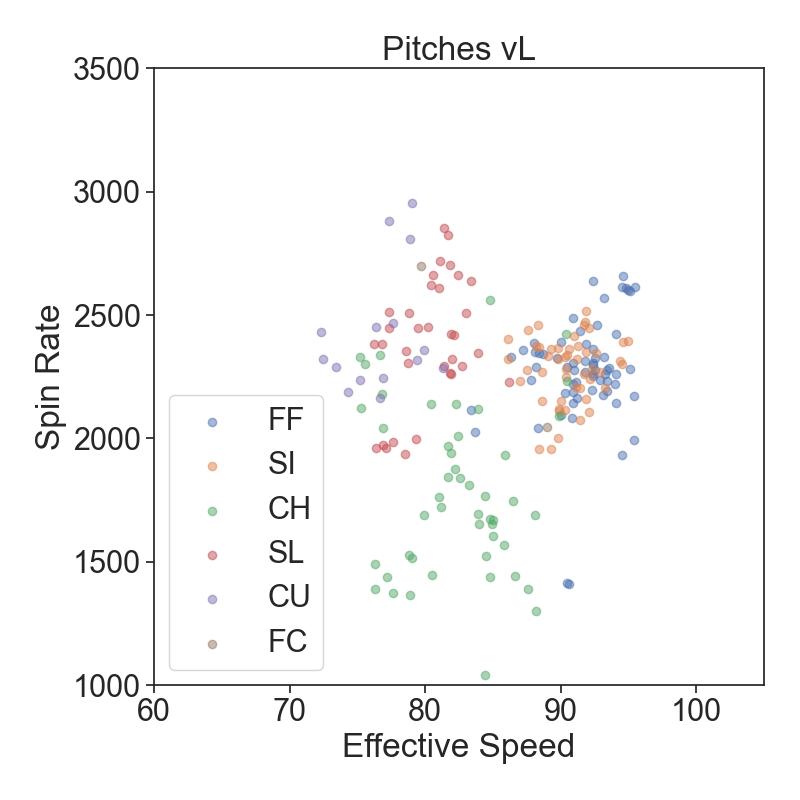 Pitches vL
3500
3000
2500
2000
1500
1000
Spin Rate
FF
SI
CH
SL
CU
FC
60 70 80 90 100
Effective Speed